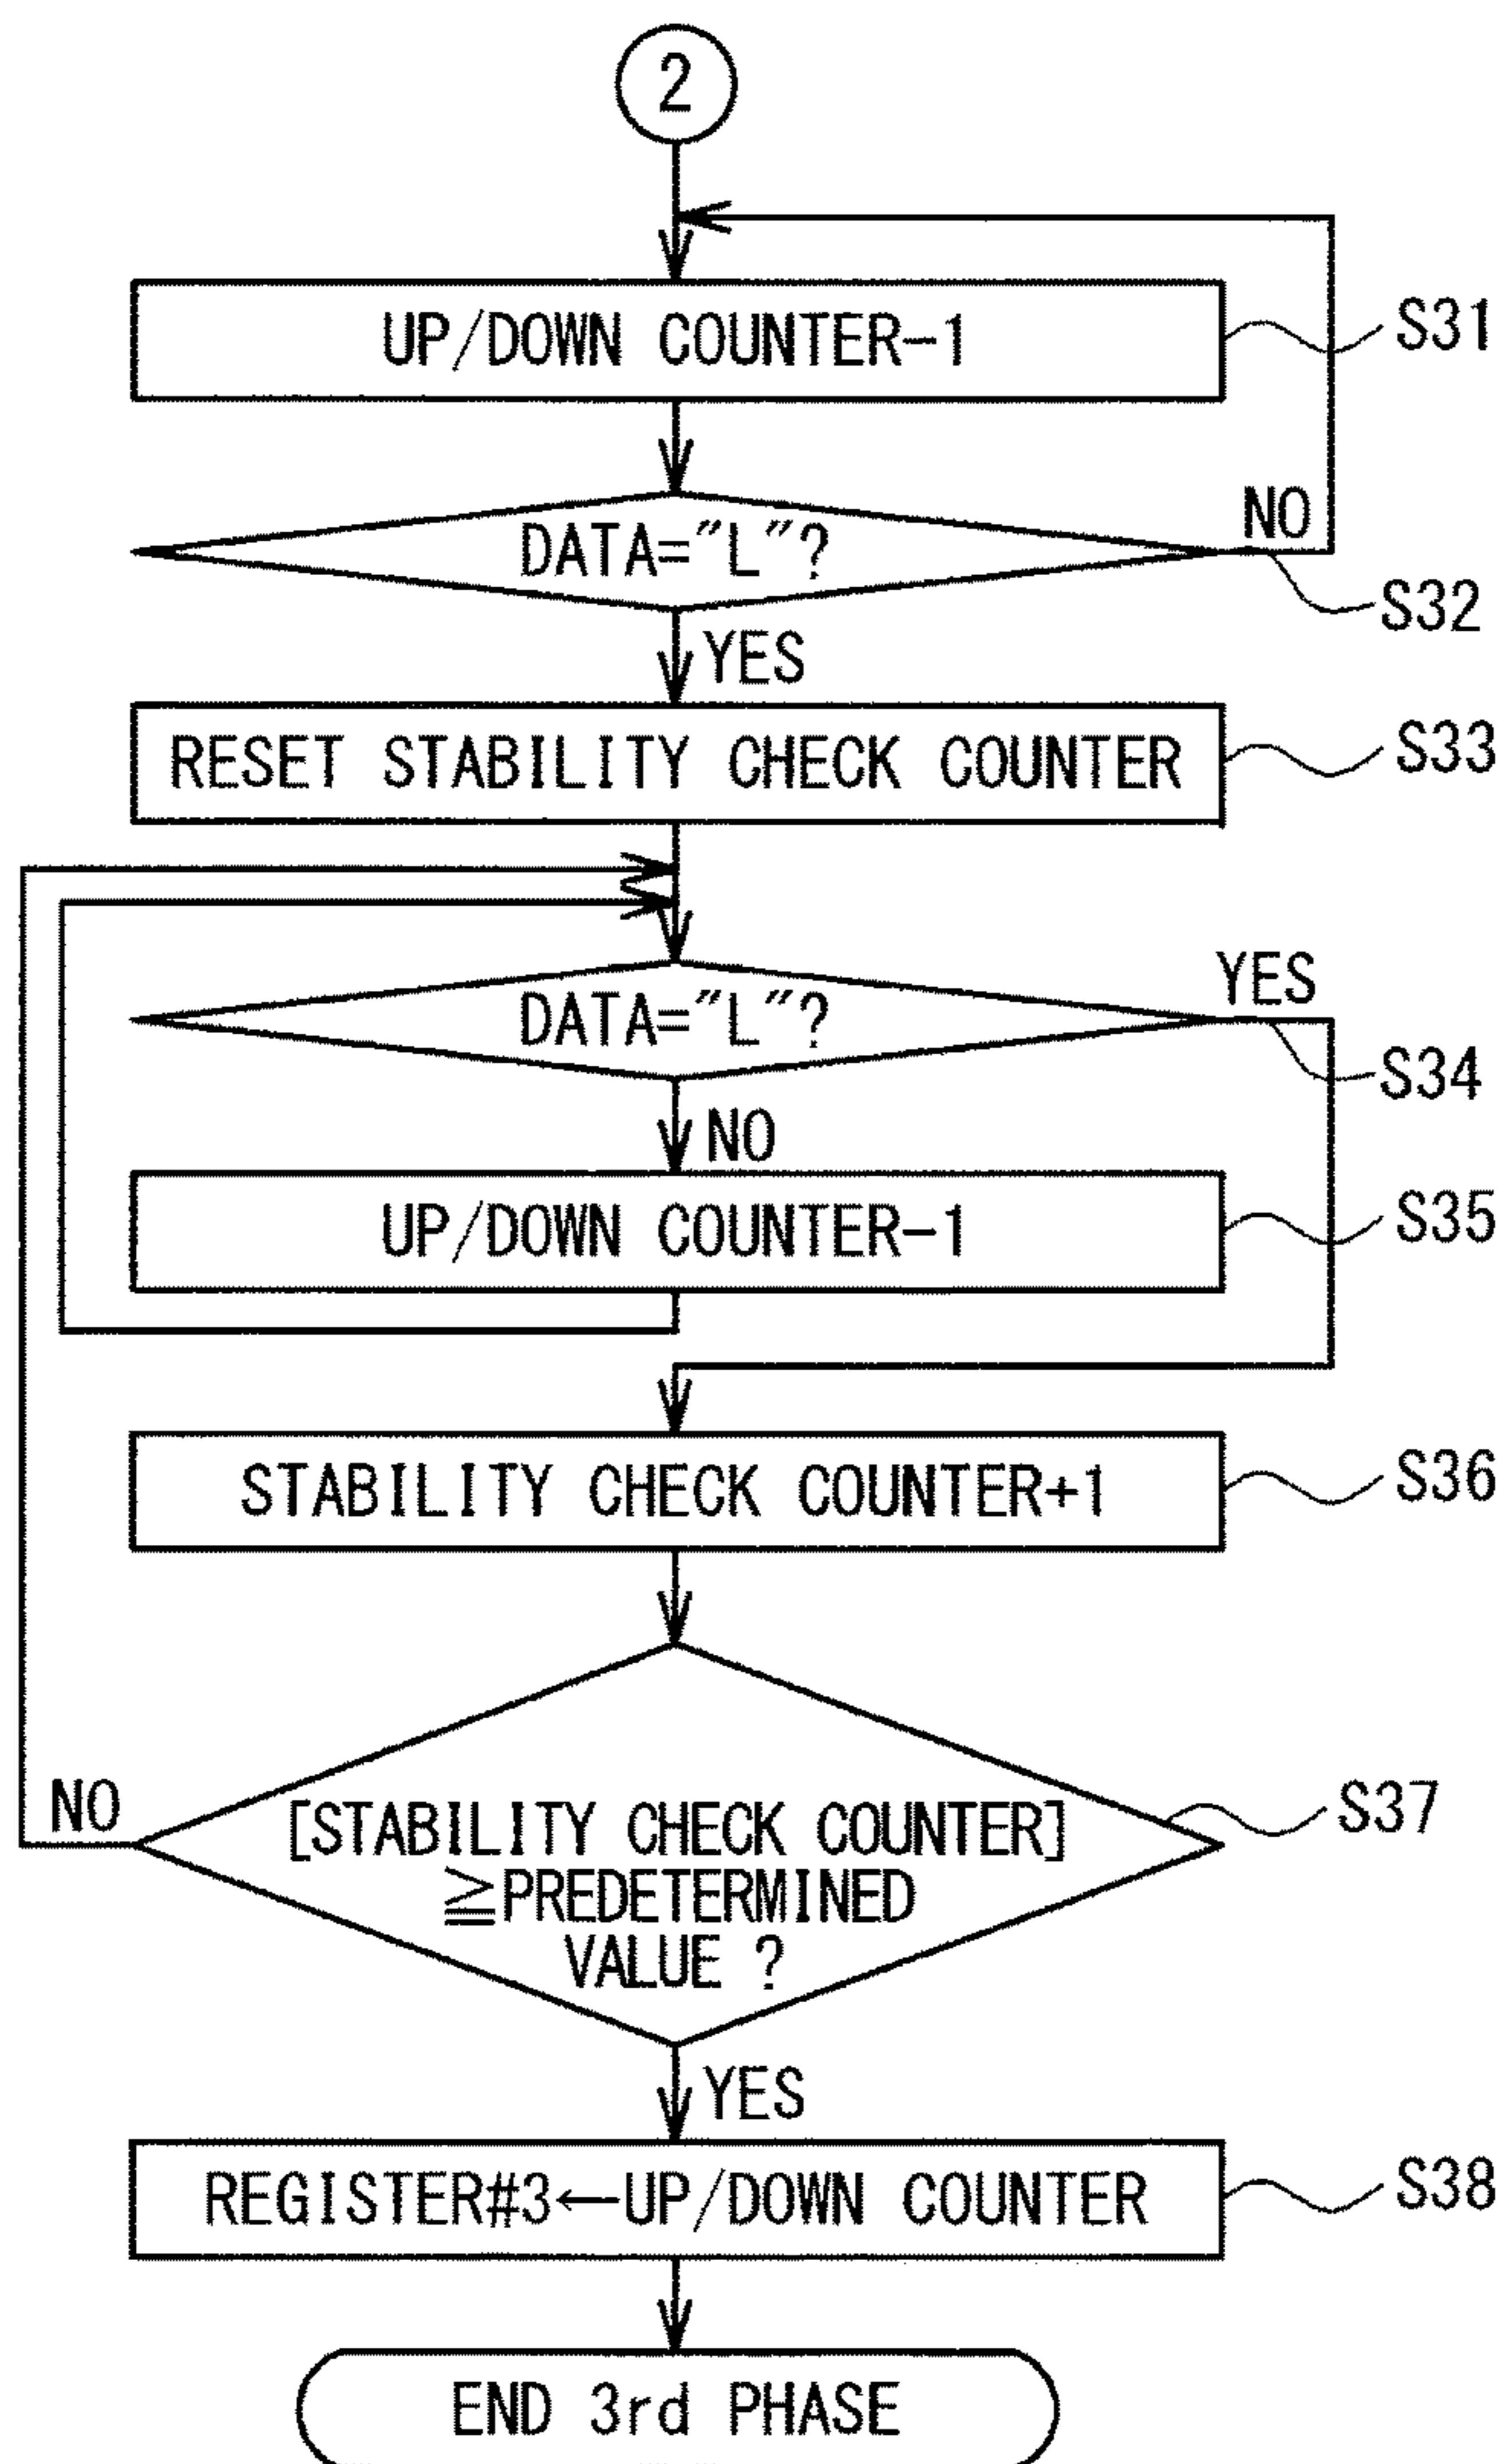 2
UP/DOWN COUNTER-1
S31
DATA="L"?
NO
S32
YES
RESET STABILITY CHECK COUNTER
S33
DATA="L"?
YES
S34
NO
UP/DOWN COUNTER-1
S35
STABILITY CHECK COUNTER+1
S36
NO
[STABILITY CHECK COUNTER]
≧PREDETERMINED
VALUE ?
S37
YES
REGISTER#3←UP/DOWN COUNTER
S38
END 3rd PHASE